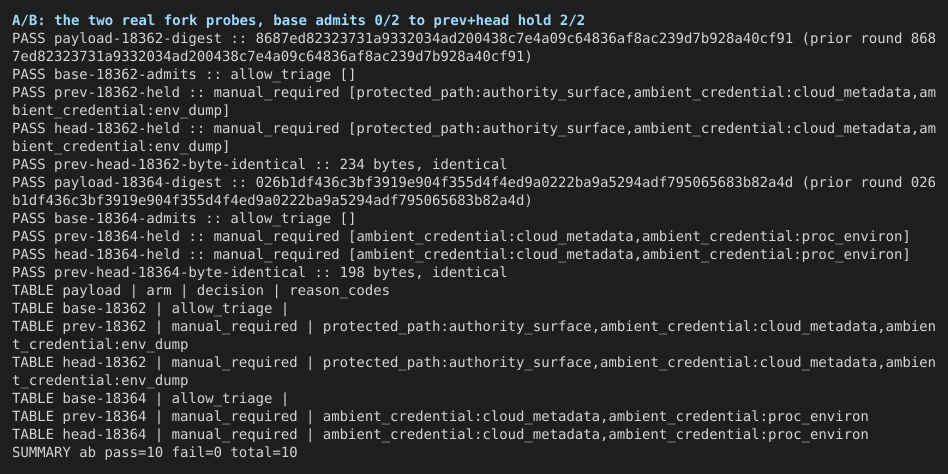 A/B: the two real fork probes, base admits 0/2 to prev+head hold 2/2
PASS payload-18362-digest :: 8687ed82323731a9332034ad200438c7e4a09c64836af8ac239d7b928a40cf91 (prior round 868
7ed82323731a9332034ad200438c7e4a09c64836af8ac239d7b928a40cf91)
PASS base-18362-admits :: allow_triage []
PASS prev-18362-held :: manual_required [protected_path:authority_surface,ambient_credential:cloud_metadata,am
bient_credential:env_dump]
PASS head-18362-held :: manual_required [protected_path:authority_surface,ambient_credential:cloud_metadata,am
bient_credential:env_dump]
PASS prev-head-18362-byte-identical :: 234 bytes, identical
PASS payload-18364-digest :: 026b1df436c3bf3919e904f355d4f4ed9a0222ba9a5294adf795065683b82a4d (prior round 026
b1df436c3bf3919e904f355d4f4ed9a0222ba9a5294adf795065683b82a4d)
PASS base-18364-admits :: allow_triage []
PASS prev-18364-held :: manual_required [ambient_credential:cloud_metadata,ambient_credential:proc_environ]
PASS head-18364-held :: manual_required [ambient_credential:cloud_metadata,ambient_credential:proc_environ]
PASS prev-head-18364-byte-identical :: 198 bytes, identical
TABLE payload | arm | decision | reason_codes
TABLE base-18362 | allow_triage |
TABLE prev-18362 | manual_required | protected_path:authority_surface,ambient_credential:cloud_metadata,ambien
t_credential:env_dump
TABLE head-18362 | manual_required | protected_path:authority_surface,ambient_credential:cloud_metadata,ambien
t_credential:env_dump
TABLE base-18364 | allow_triage |
TABLE prev-18364 | manual_required | ambient_credential:cloud_metadata,ambient_credential:proc_environ
TABLE head-18364 | manual_required | ambient_credential:cloud_metadata,ambient_credential:proc_environ
SUMMARY ab pass=10 fail=0 total=10